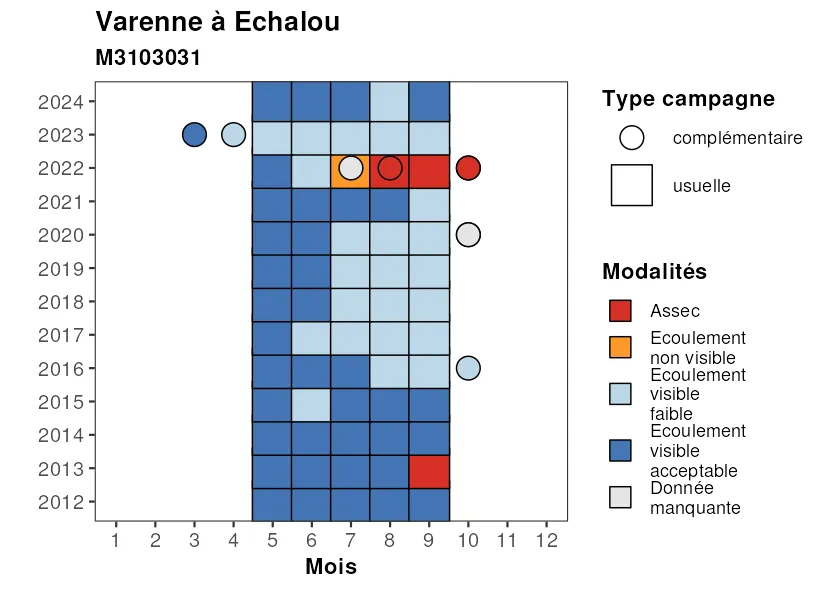 Varenne à Echalou
M3103031
2024
2023
2022
2021
2020
2019
2018
2017
2016
2015
2014
2013
2012
1 2 3 4 5 6 7 8 9 10 11 12
Mois
Type campagne
complémentaire
usuelle
Modalités
Assec
Ecoulement
non visible
Ecoulement
visible
faible
Ecoulement
visible
acceptable
Donnée
manquante